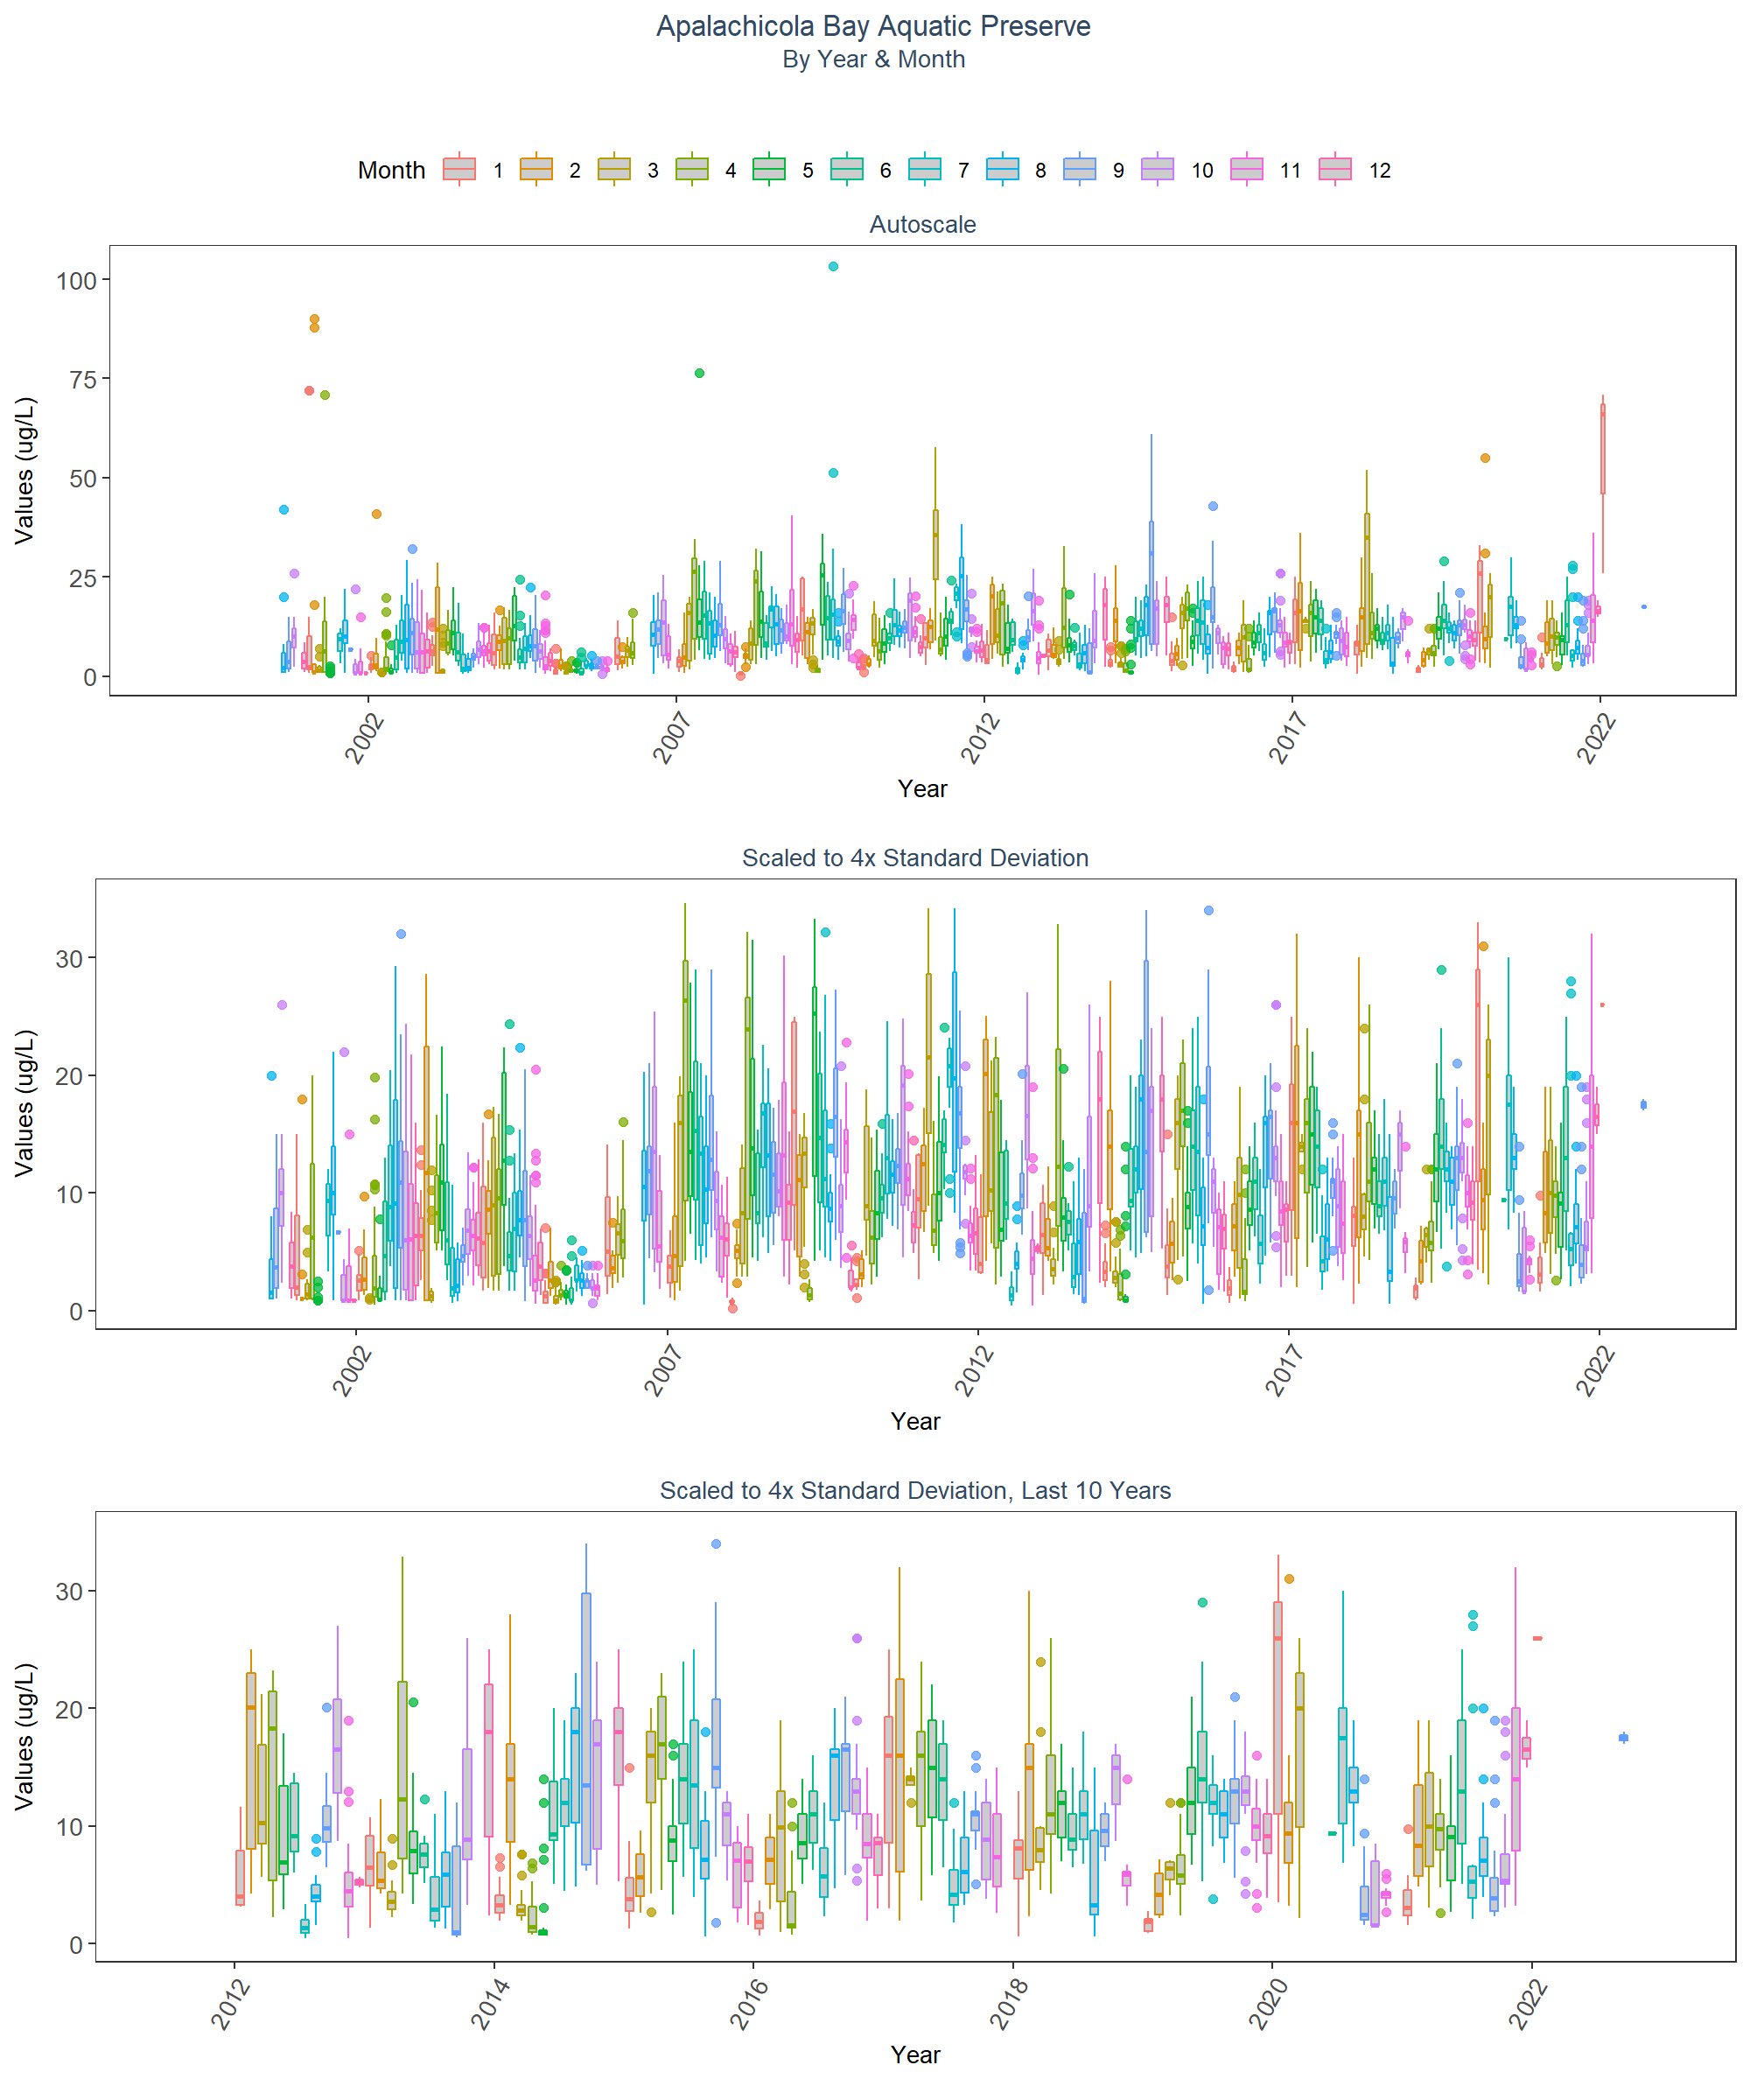 Apalachicola Bay Aquatic Preserve
By Year & Month
Month 1 2 3 4 5 6 7 8 9 10 11 12
Autoscale
Values (ug/L)
100
75
50
25
0
2002 2007 2012 2017 2022
Year
Scaled to 4x Standard Deviation
Values (ug/L)
30
20
10
0
2002 2007 2012 2017 2022
Year
Scaled to 4x Standard Deviation, Last 10 Years
Values (ug/L)
30
20
10
0
2012 2014 2016 2018 2020 2022
Year